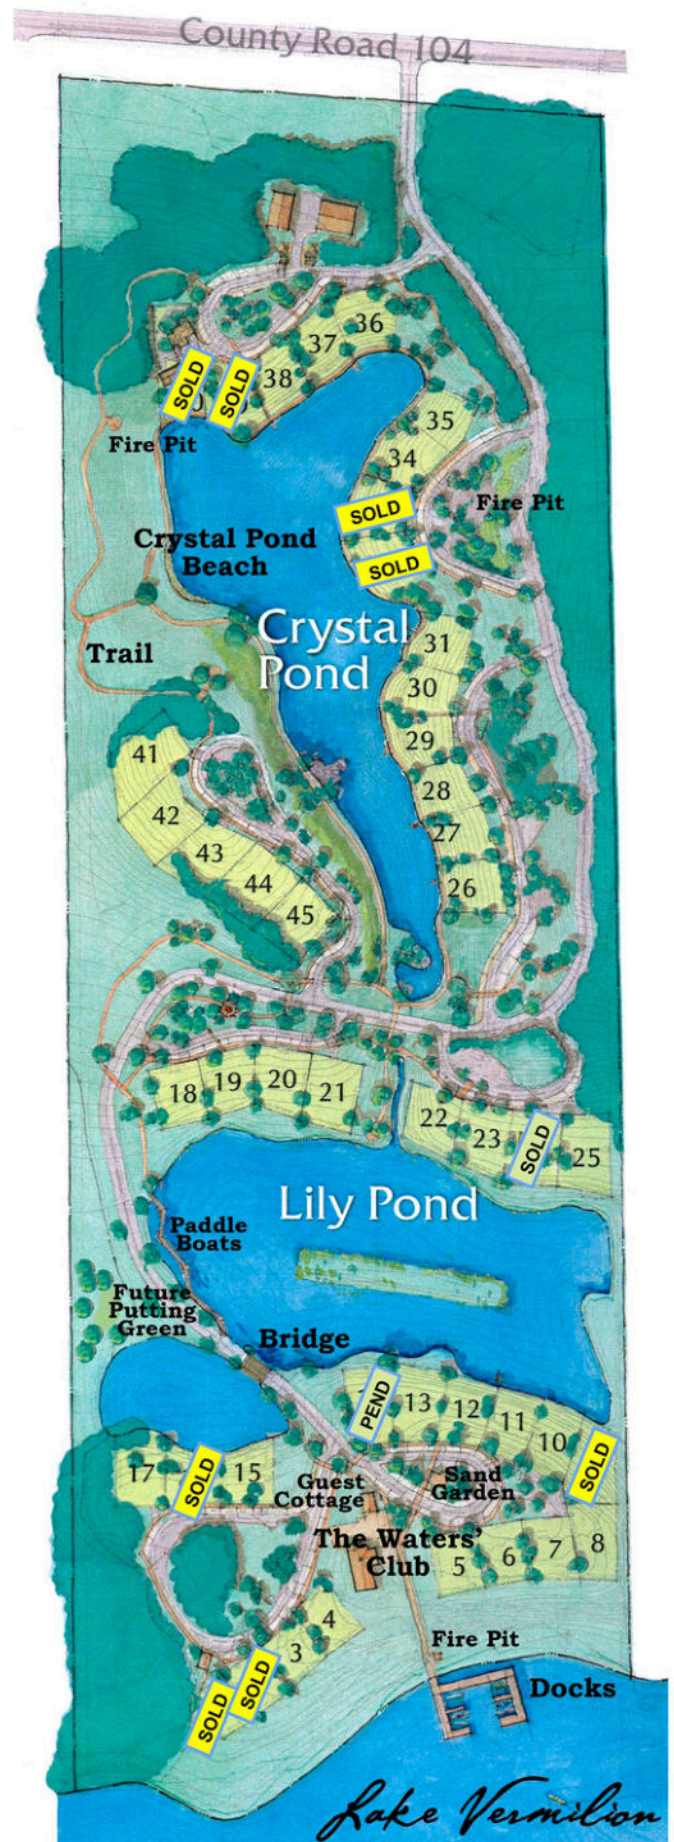 County Road 104
36
37
38
SOLD
SOLD
35
34
Fire Pit
Fire Pit
SOLD
SOLD
Crystal Pond
Beach
Crystal
Pond
31
Trail
30
29
41
28
42
27
43
44
26
45
18
19
20
21
22
23
SOLD
25
Lily Pond
Paddle
Boats
Future
Putting
Green
Bridge
PEND
13
12
11
10
SOLD
17
SOLD
15
Guest
Cottage
Sand
Garden
The Waters'
Club
5
6
7
8
4
3
SOLD
SOLD
Fire Pit
Docks
Lake Vermilion